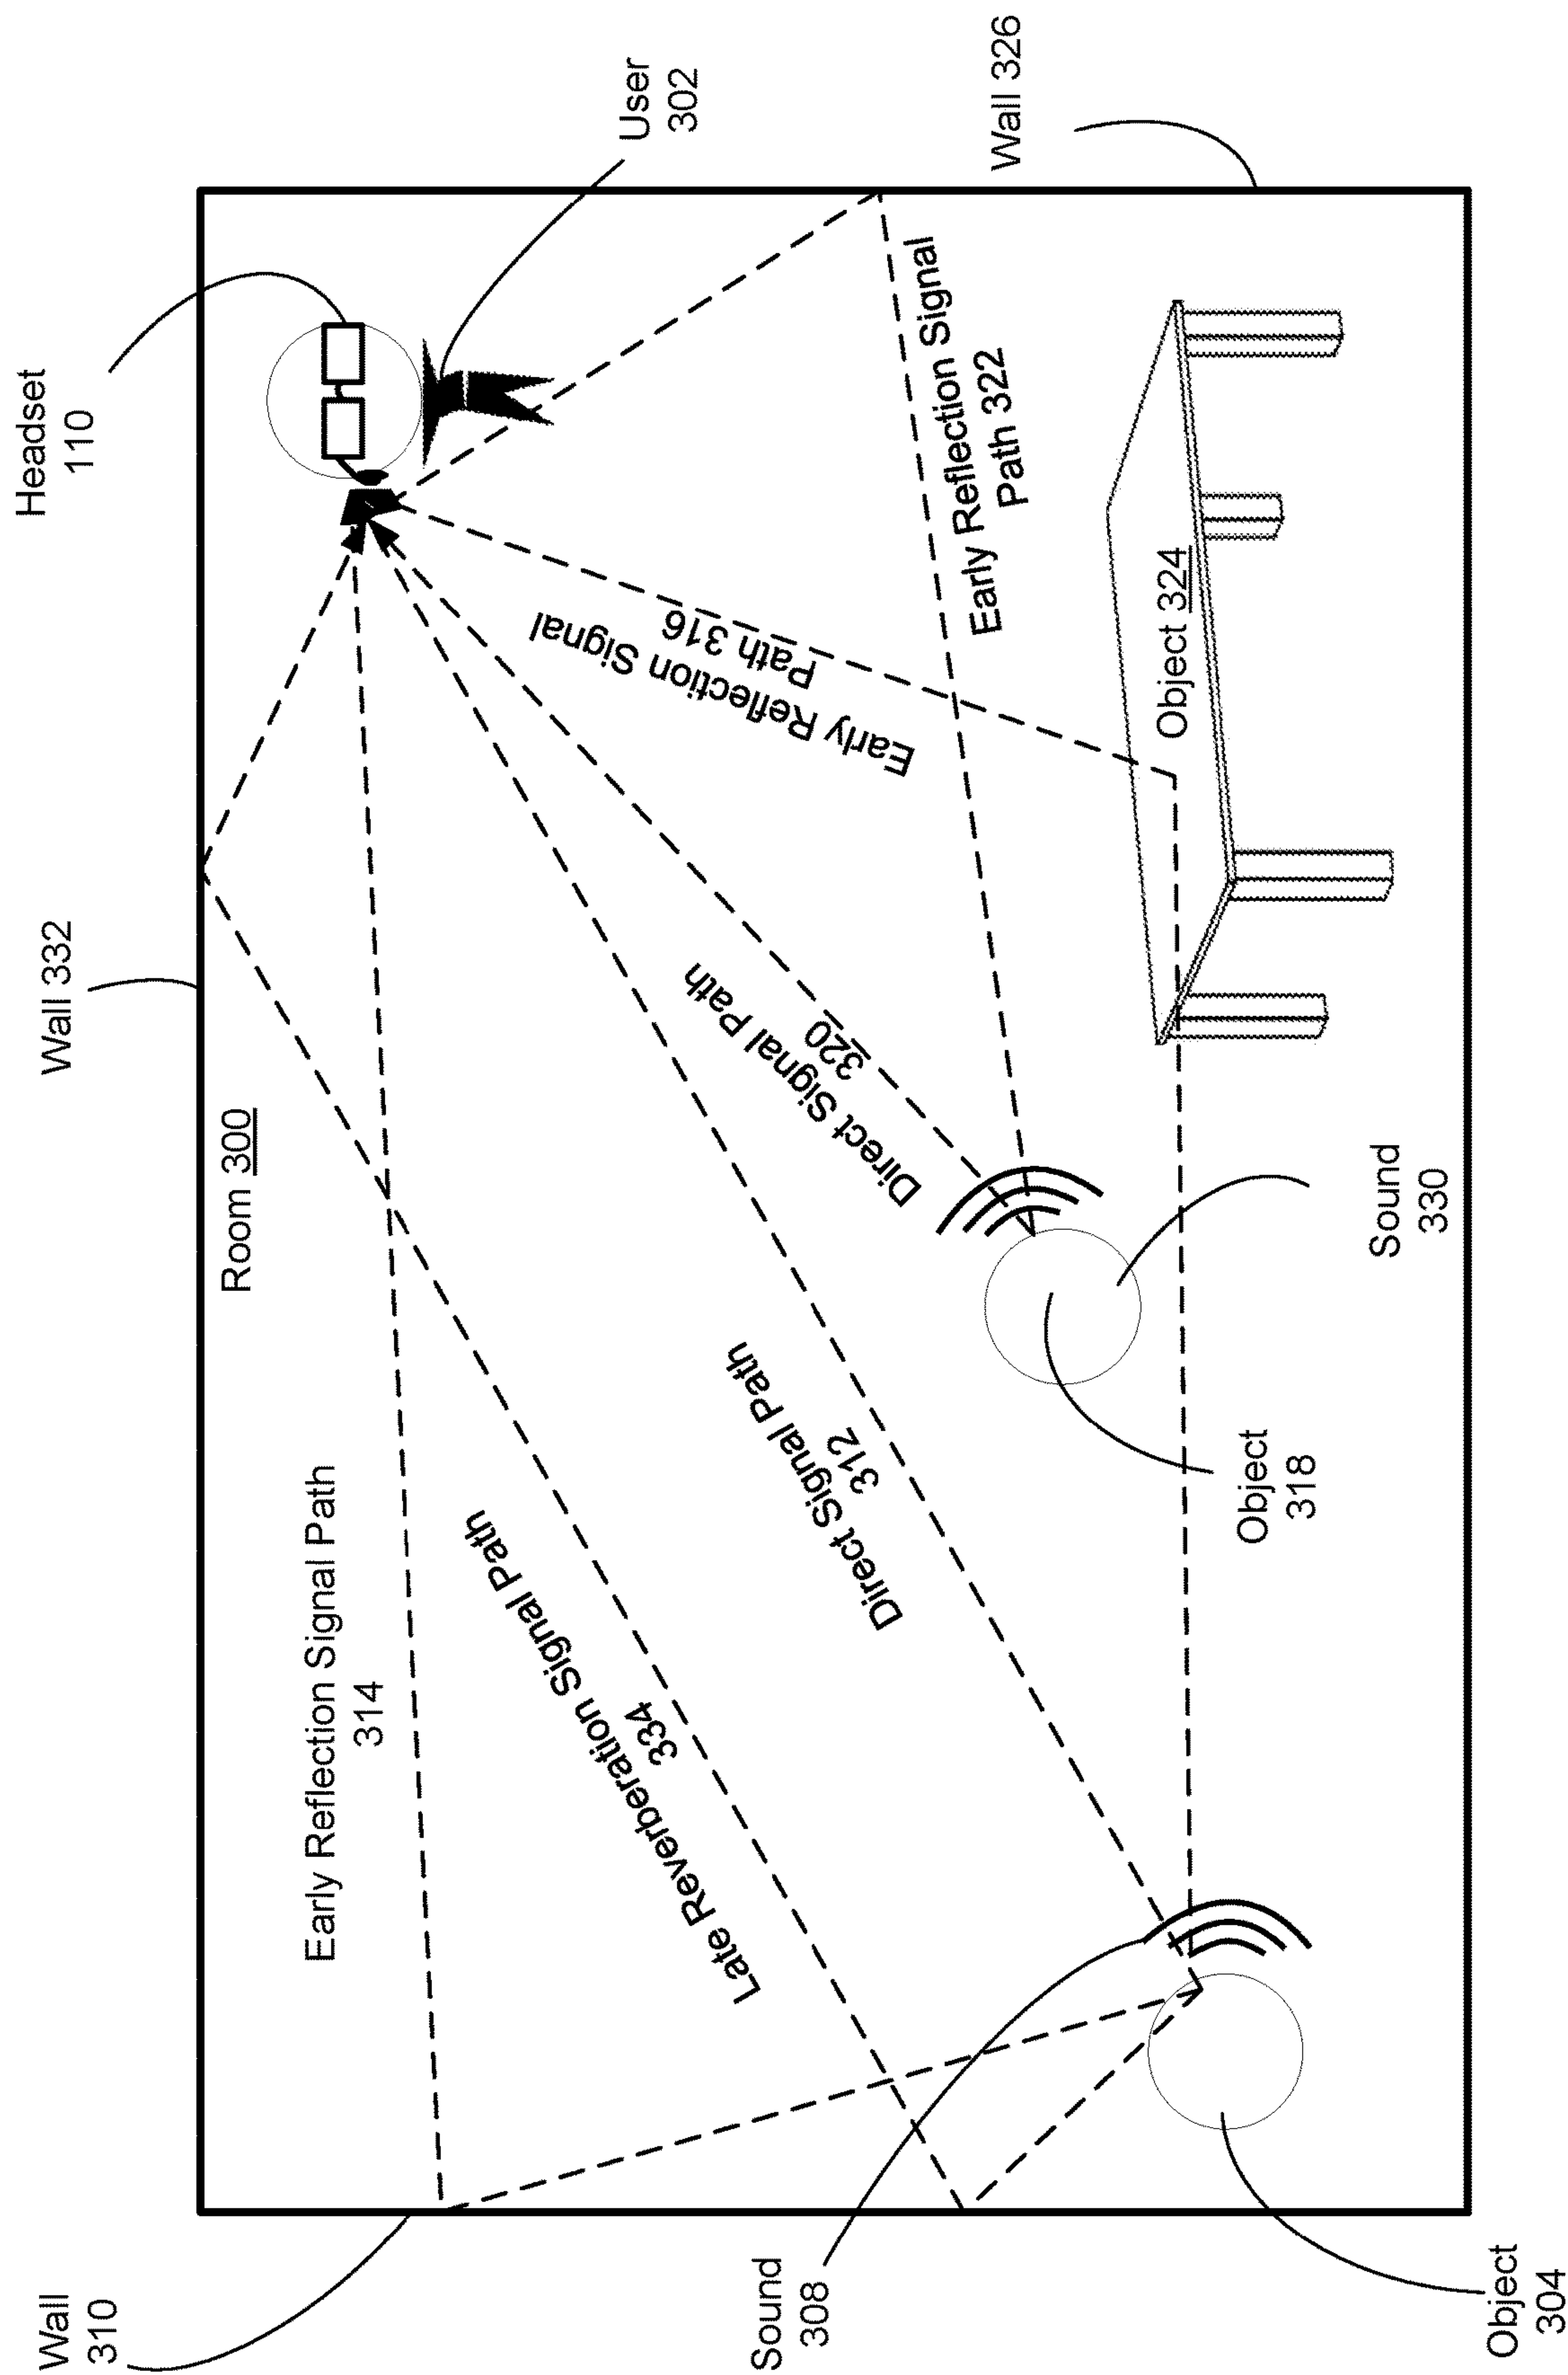 Wall
310
Wall 332
Headset
110
User
302
Wall 326
Room 300
Early Reflection Signal Path
314
Late Reverberation Signal Path
334
Direct Signal Path
312
Direct Signal Path
320
Early Reflection Signal
Path 316
Early Reflection Signal
Path 322
Object 324
Sound
308
Object
304
Object
318
Sound
330